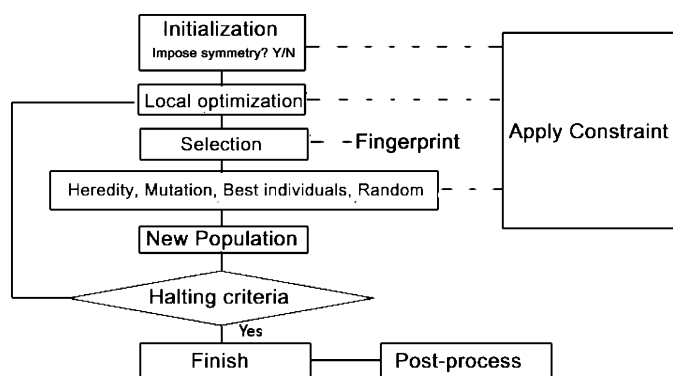 Initialization
Impose symmetry? Y/N
Local optimization
Apply Constraint
Selection
Fingerprint
Heredity, Mutation, Best individuals, Random
New Population
Halting criteria
Yes
Finish
Post-process